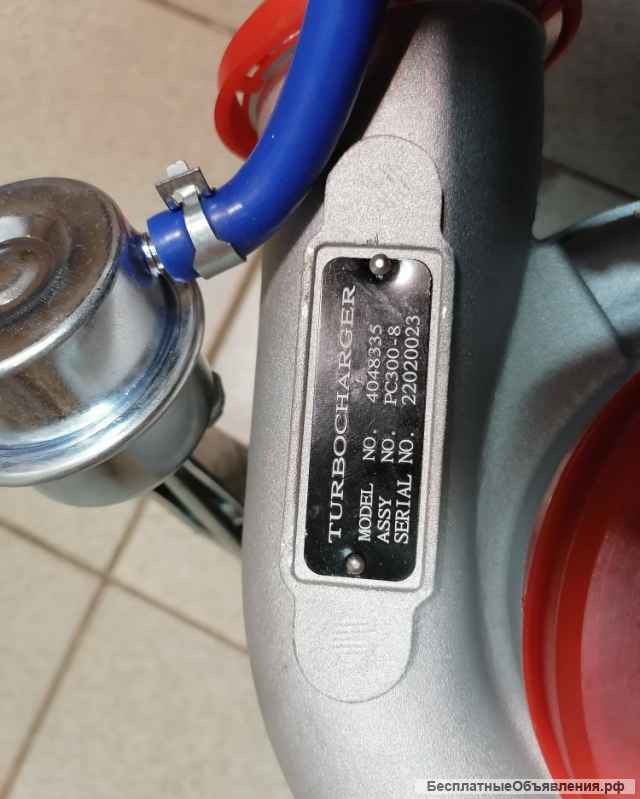 TURBOCHARGER
MODEL NO. 4048335
ASSY NO. PC300-8
SERIAL NO. 22020023
БесплатныеОбъявления.рф